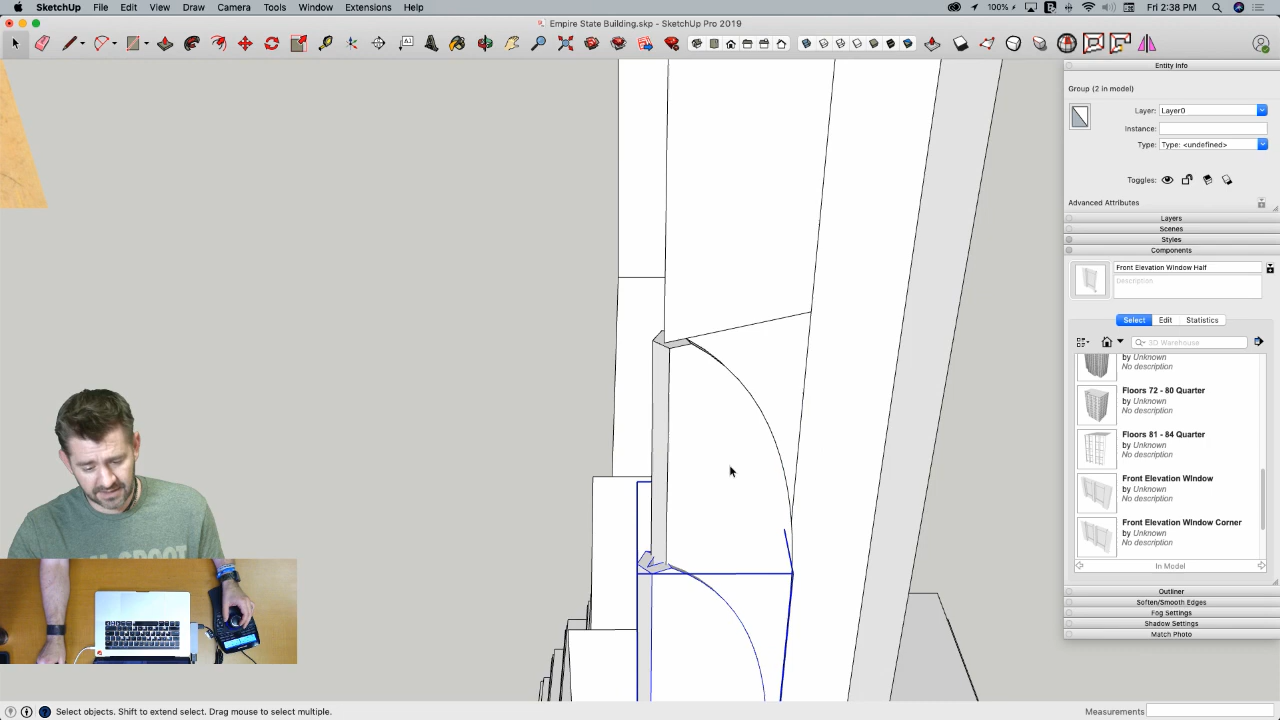 SketchUp File Edit View Draw Camera Tools Window Extensions Help
100% Fri 2:38 PM
Empire State Building.skp - SketchUp Pro 2019
Entity Info
Group (2 in model)
Layer: Layer0
Instance:
Type: Type: <undefined>
Toggles:
Advanced Attributes
Layers
Scenes
Styles
Components
Front Elevation WIndow Half
Description
Select Edit Statistics
3D Warehouse
by Unknown
No description
Floors 72 - 80 Quarter
by Unknown
No description
Floors 81 - 84 Quarter
by Unknown
No description
Front Elevation WIndow
by Unknown
No description
Front Elevation WIndow Corner
by Unknown
No description
In Model
Outliner
Soften/Smooth Edges
Fog Settings
Shadow Settings
Match Photo
Select objects. Shift to extend select. Drag mouse to select multiple.
Measurements